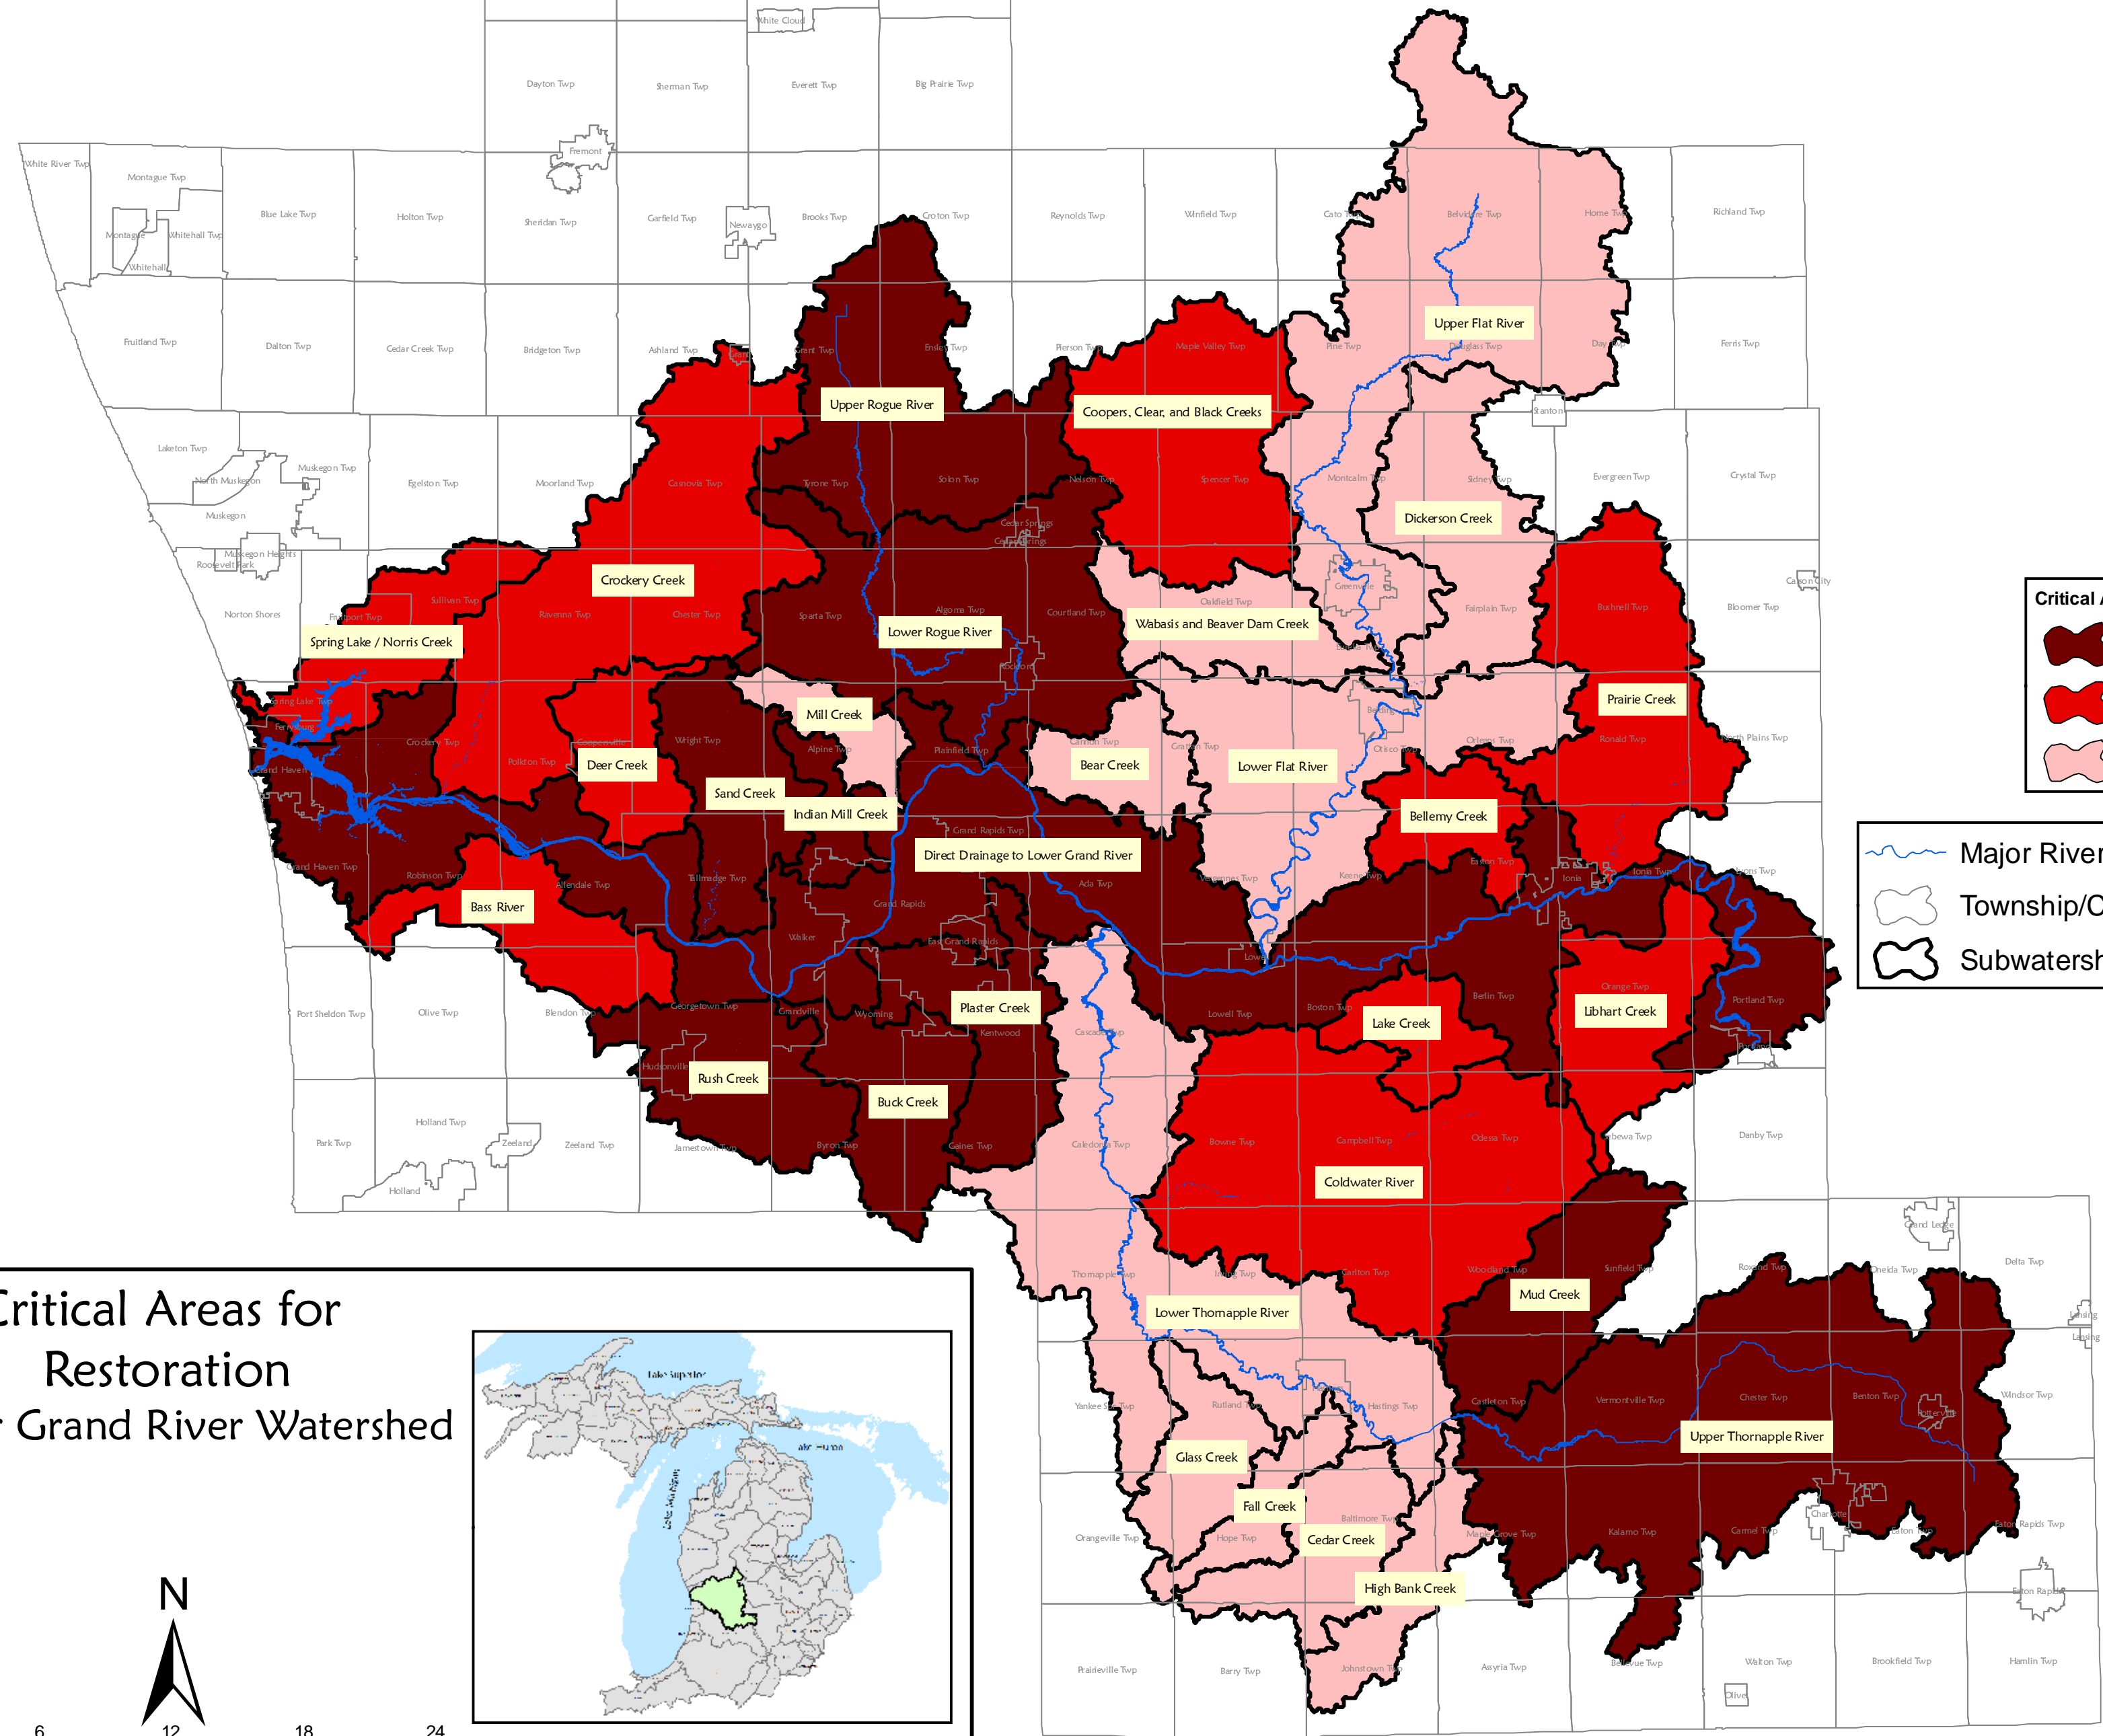 White Cloud
Dayton Twp
Sherman Twp
Everett Twp
Big Prairie Twp
Fremont
White River Twp
Montague Twp
Blue Lake Twp
Holton Twp
Sheridan Twp
Garfield Twp
Newaygo
Brooks Twp
Croton Twp
Reynolds Twp
Winfield Twp
Belvidere Twp
Richland Twp
Montague
Whitehall Twp
Whitehall
Upper Flat River
Fruitland Twp
Dalton Twp
Cedar Creek Twp
Bridgeton Twp
Ashland Twp
Grant Twp
Ensley Twp
Pierson Twp
Maple Valley Twp
Pine Twp
Douglass Twp
Ferris Twp
Upper Rogue River
Coopers, Clear, and Black Creeks
Stanton
Laketon Twp
Muskegon Twp
North Muskegon
Egelston Twp
Moorland Twp
Casnovia Twp
Tyrone Twp
Solon Twp
Nelson Twp
Spencer Twp
Montcalm Twp
Sidney Twp
Evergreen Twp
Crystal Twp
Muskegon
Cedar Springs
Dickerson Creek
Muskegon Heights
Roosevelt Park
Crockery Creek
Greenville
Carson City
Critical A
Norton Shores
Fruitport Twp
Sullivan Twp
Ravenna Twp
Chester Twp
Sparta Twp
Algoma Twp
Courtland Twp
Oakfield Twp
Fairplain Twp
Bushnell Twp
Bloomer Twp
Spring Lake / Norris Creek
Lower Rogue River
Wabasis and Beaver Dam Creek
Eureka Twp
Rockford
Spring Lake Twp
Ferrysburg
Mill Creek
Belding
Prairie Creek
Crockery Twp
Coopersville
Wright Twp
Alpine Twp
Plainfield Twp
Cannon Twp
Grattan Twp
Otisco Twp
Orleans Twp
Ronald Twp
North Plains Twp
Grand Haven
Polkton Twp
Deer Creek
Bear Creek
Lower Flat River
Sand Creek
Indian Mill Creek
Bellemy Creek
Grand Rapids Twp
Direct Drainage to Lower Grand River
Major River
Grand Haven Twp
Robinson Twp
Allendale Twp
Tallmadge Twp
Ada Twp
Vergennes Twp
Keene Twp
Easton Twp
Ionia
Ionia Twp
Lyons Twp
Bass River
Grand Rapids
Township/C
Walker
East Grand Rapids
Lowell
Subwatersh
Port Sheldon Twp
Olive Twp
Blendon Twp
Georgetown Twp
Grandville
Wyoming
Plaster Creek
Kentwood
Cascade Twp
Lowell Twp
Boston Twp
Berlin Twp
Orange Twp
Portland Twp
Lake Creek
Libhart Creek
Portland
Hudsonville
Rush Creek
Buck Creek
Park Twp
Holland Twp
Zeeland
Zeeland Twp
Jamestown Twp
Byron Twp
Gaines Twp
Caledonia Twp
Bowne Twp
Campbell Twp
Odessa Twp
Danby Twp
Holland
Coldwater River
Grand Ledge
Thornapple Twp
Irving Twp
Carlton Twp
Woodland Twp
Sunfield Twp
Roxand Twp
Oneida Twp
Delta Twp
Mud Creek
Lower Thornapple River
Lansing
Lansing
Critical Areas for
Restoration
Grand River Watershed
Lake Superior
Lake Michigan
Yankee Spr Twp
Rutland Twp
Hastings Twp
Castleton Twp
Vermontville Twp
Chester Twp
Benton Twp
Potterville
Windsor Twp
Upper Thornapple River
Glass Creek
Fall Creek
Cedar Creek
High Bank Creek
Orangeville Twp
Hope Twp
Baltimore Twp
Maple Grove Twp
Kalamo Twp
Carmel Twp
Charlotte
Eaton Twp
Eaton Rapids Twp
Eaton Rapids
N
Prairieville Twp
Barry Twp
Johnstown Twp
Assyria Twp
Bellevue Twp
Walton Twp
Brookfield Twp
Hamlin Twp
Olivet
6 12 18 24